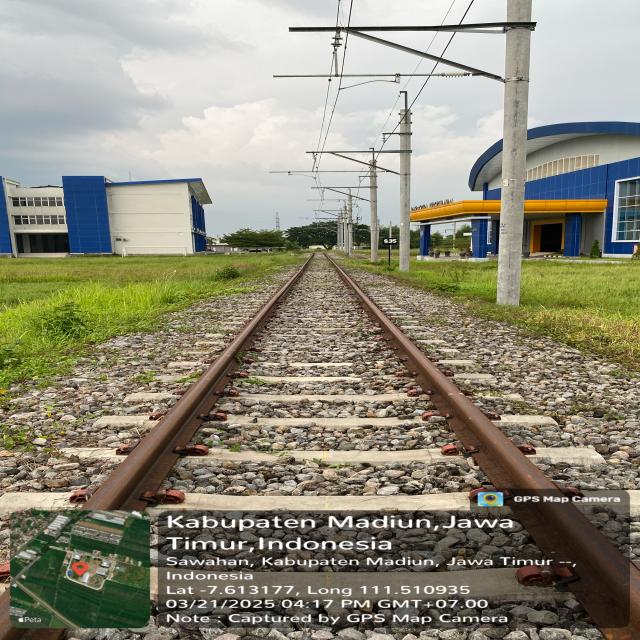 S35
GPS Map Camera
Kabupaten Madiun,Jawa
Timur,Indonesia
Sawahan, Kabupaten Madiun, Jawa Timur --,
Indonesia
Lat -7.613177, Long 111.510935
03/21/2025 04:17 PM GMT+07.00
Note : Captured by GPS Map Camera
Peta